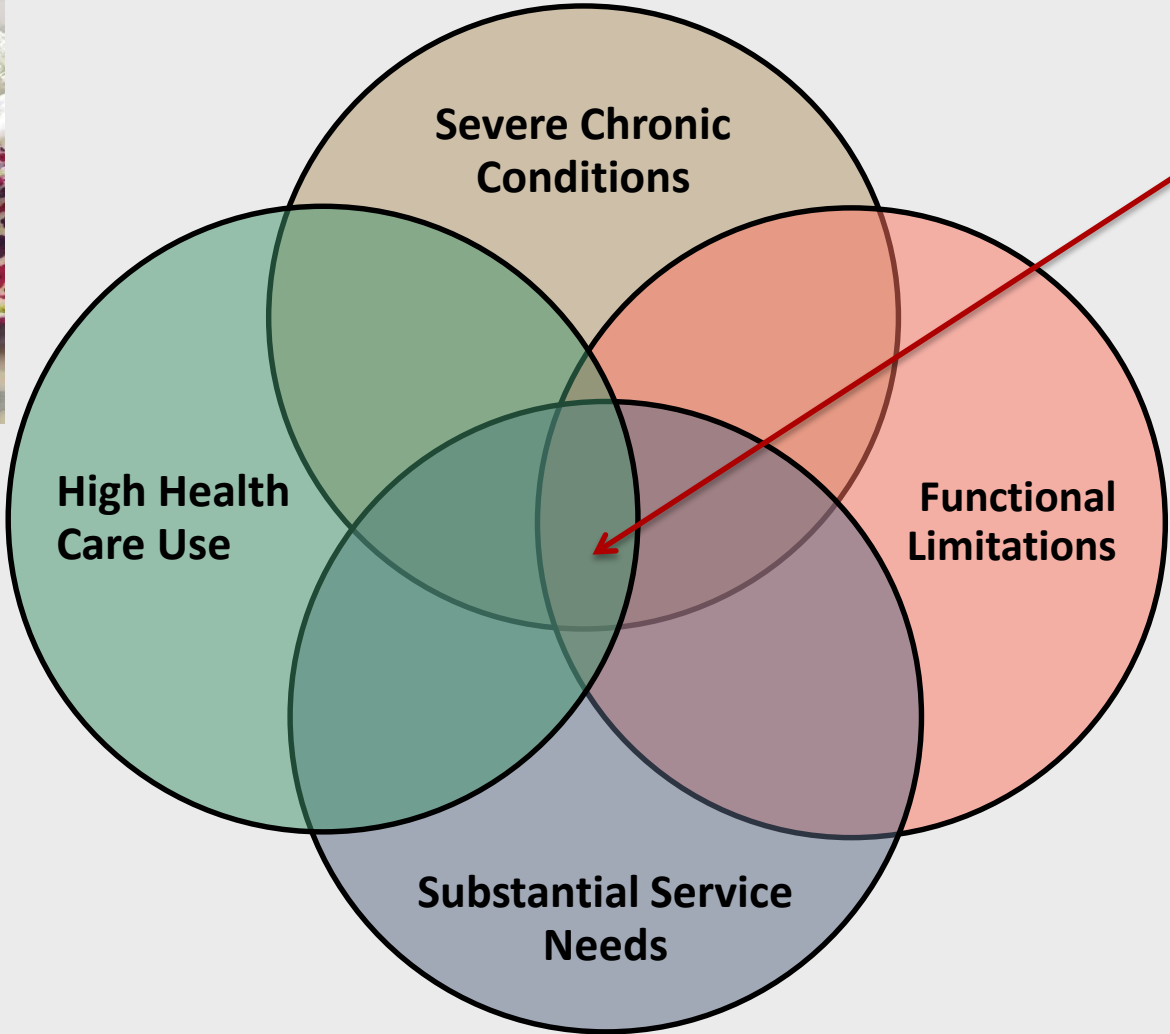 Severe Chronic
Conditions
High Health
Care Use
Functional
Limitations
Substantial Service
Needs